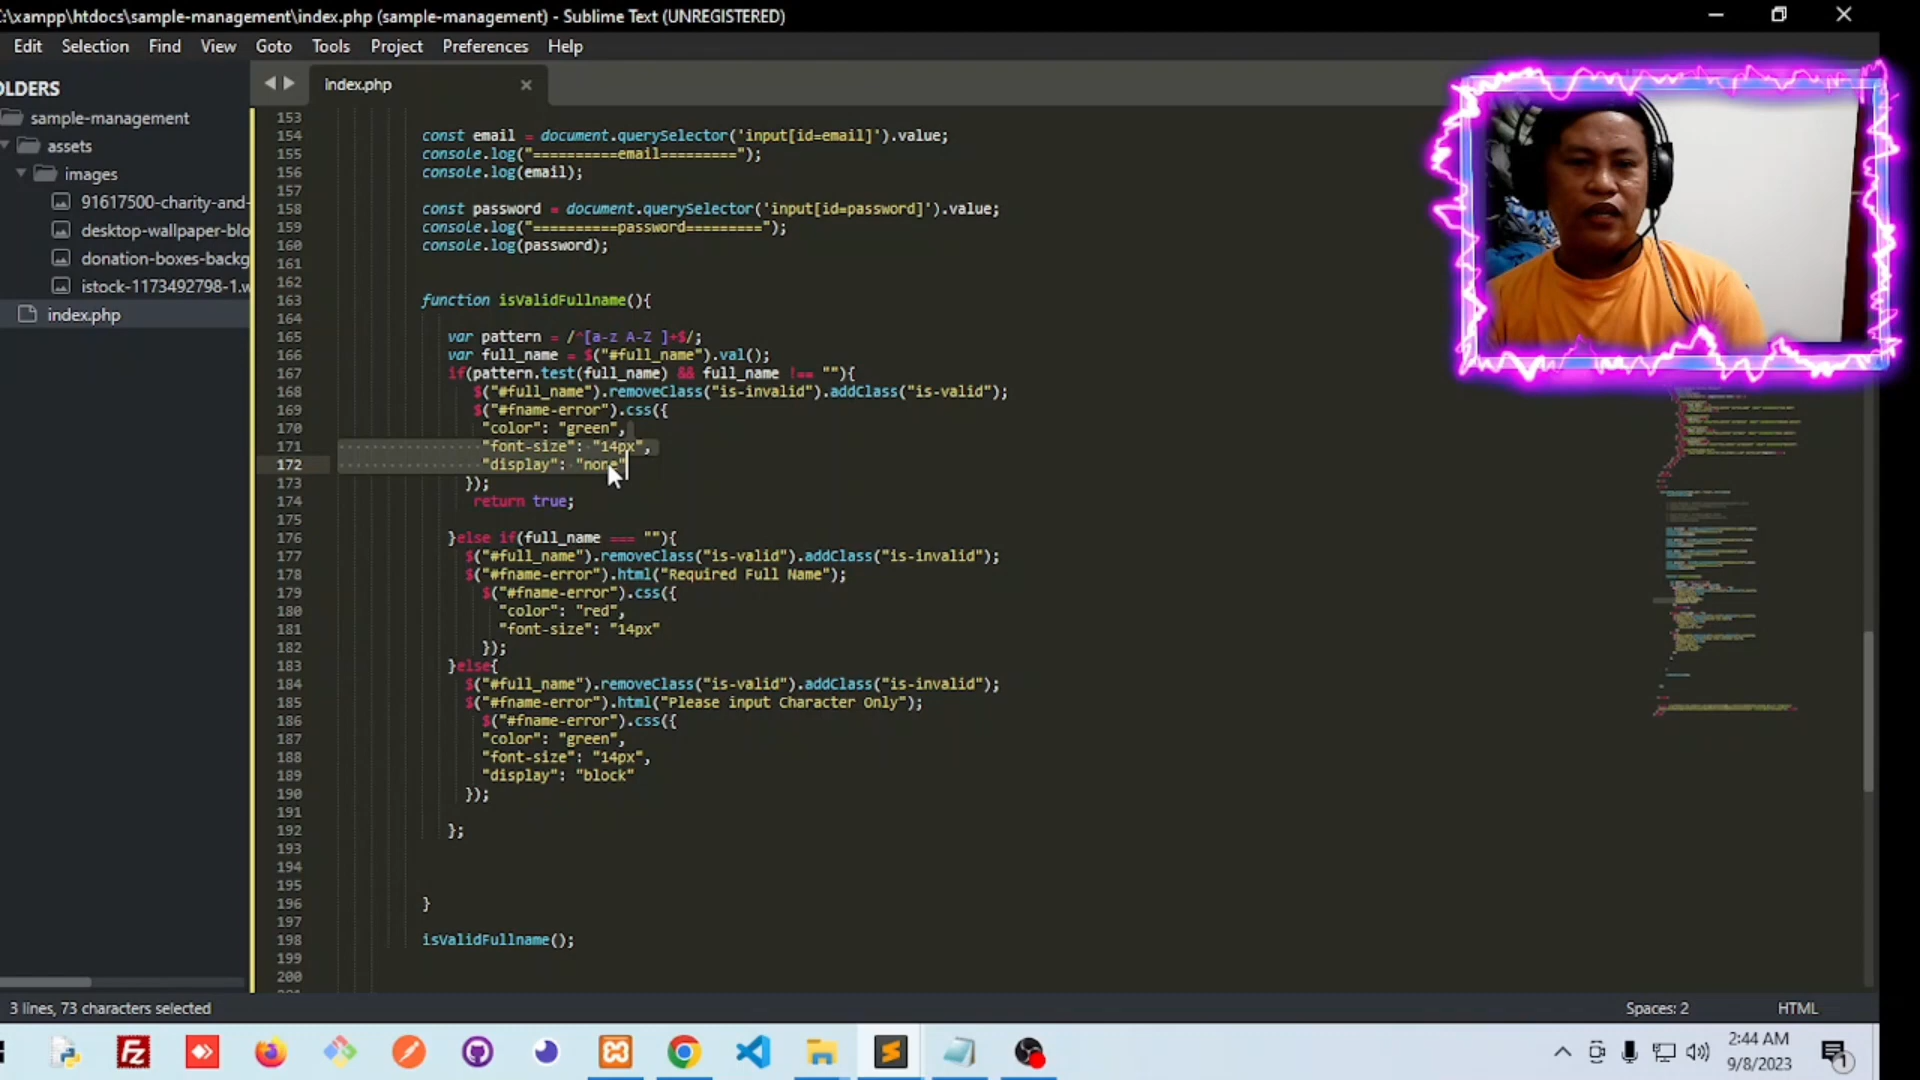 C:\xampp\htdocs\sample-management\index.php (sample-management) - Sublime Text (UNREGISTERED)
Edit Selection Find View Goto Tools Project Preferences Help
OLDERS
sample-management
assets
images
91617500-charity-and-
desktop-wallpaper-blo
donation-boxes-backg
istock-1173492798-1.w
index.php
index.php
153
154 const email = document.querySelector('input[id=email]').value;
155 console.log("==========email=========");
156 console.log(email);
157
158 const password = document.querySelector('input[id=password]').value;
159 console.log("==========password=========");
160 console.log(password);
161
162
163 function isValidFullname(){
164
165 var pattern = /^[a-z A-Z ]+$/;
166 var full_name = $("#full_name").val();
167 if(pattern.test(full_name) && full_name !== ""){
168 $("#full_name").removeClass("is-invalid").addClass("is-valid");
169 $("#fname-error").css({
170 "color": "green",
171 "font-size": "14px",
172 "display": "none"
173 });
174 return true;
175
176 }else if(full_name === ""){
177 $("#full_name").removeClass("is-valid").addClass("is-invalid");
178 $("#fname-error").html("Required Full Name");
179 $("#fname-error").css({
180 "color": "red",
181 "font-size": "14px"
182 });
183 }else{
184 $("#full_name").removeClass("is-valid").addClass("is-invalid");
185 $("#fname-error").html("Please input Character Only");
186 $("#fname-error").css({
187 "color": "green",
188 "font-size": "14px",
189 "display": "block"
190 });
191
192 };
193
194
195
196 }
197
198 isValidFullname();
199
200
3 lines, 73 characters selected
Spaces: 2
HTML
2:44 AM
9/8/2023
1